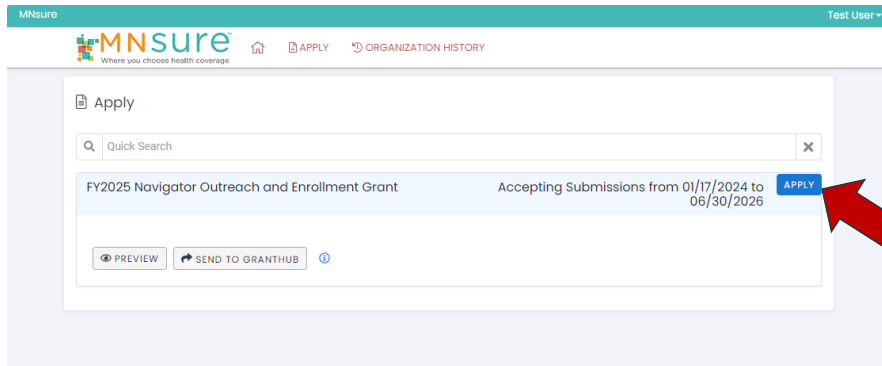 MNsure Test User
MNsure
Where you choose health coverage
APPLY ORGANIZATION HISTORY
Apply
Quick Search
FY2025 Navigator Outreach and Enrollment Grant
Accepting Submissions from 01/17/2024 to
06/30/2026
APPLY
PREVIEW SEND TO GRANTHUB